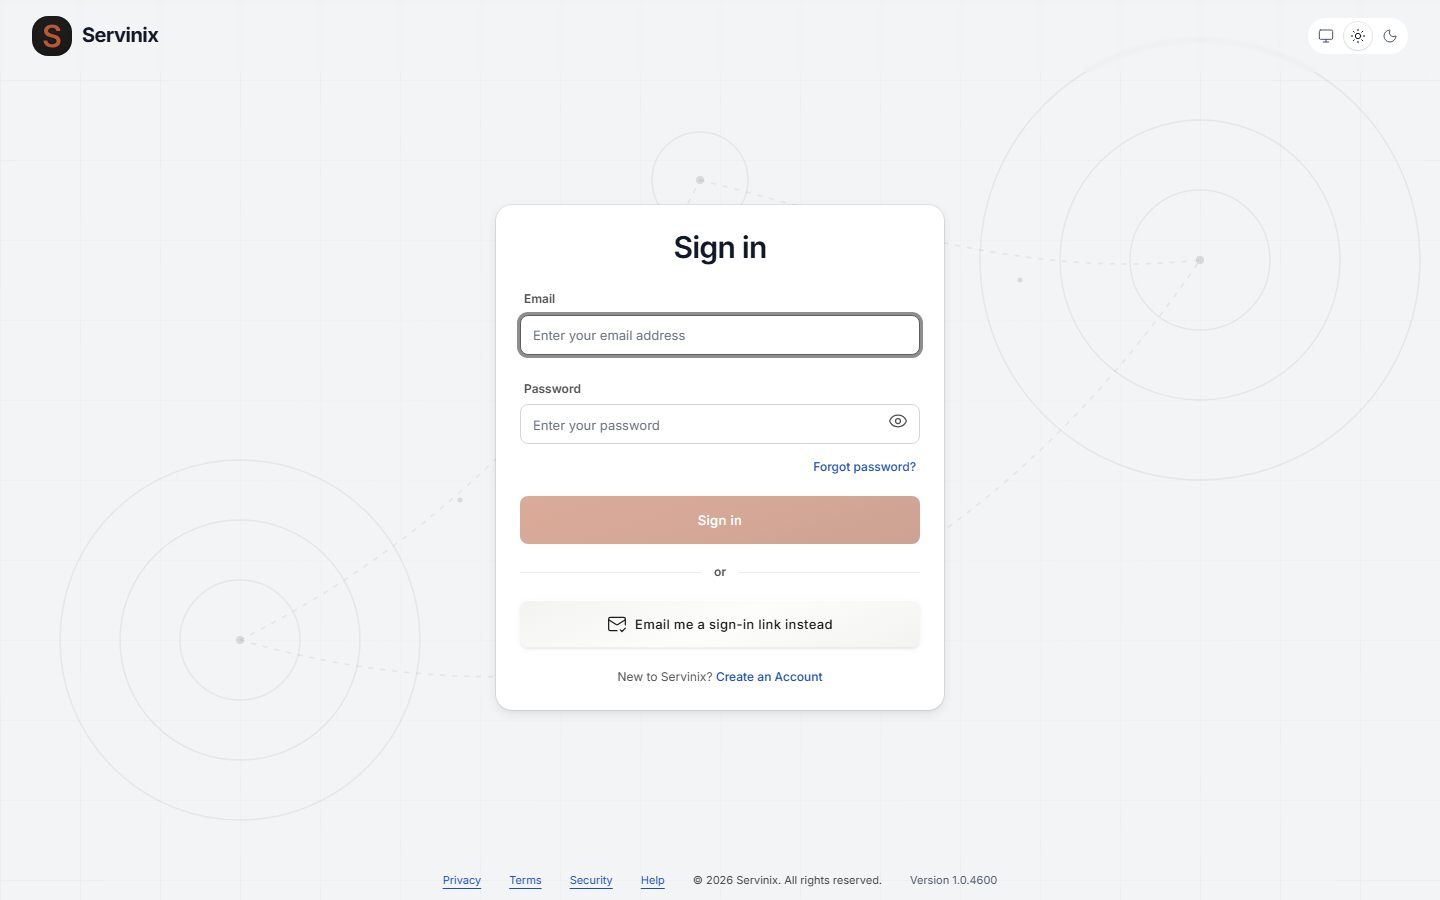 S Servinix
Sign in
Email
Enter your email address
Password
Enter your password
Forgot password?
Sign in
or
Email me a sign-in link instead
New to Servinix? Create an Account
Privacy Terms Security Help © 2026 Servinix. All rights reserved. Version 1.0.4600